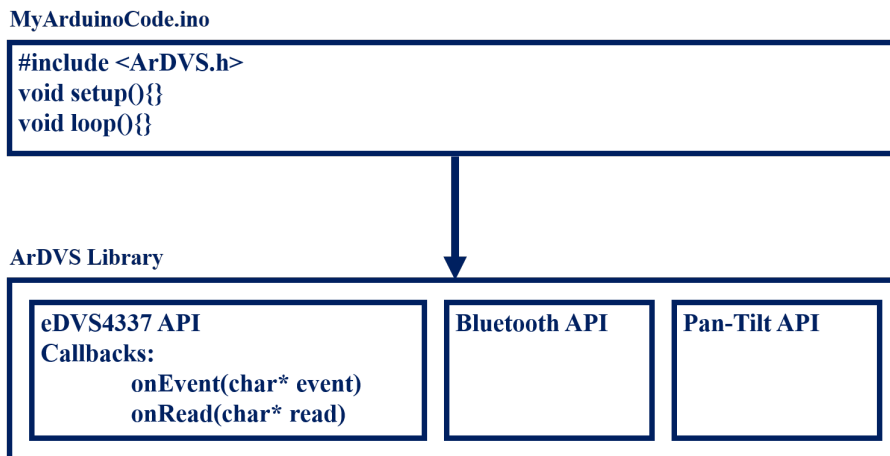 MyArduinoCode.ino
#include <ArDVS.h>
void setup(){}
void loop(){}
ArDVS Library
eDVS4337 API
Callbacks:
onEvent(char* event)
onRead(char* read)
Bluetooth API
Pan-Tilt API